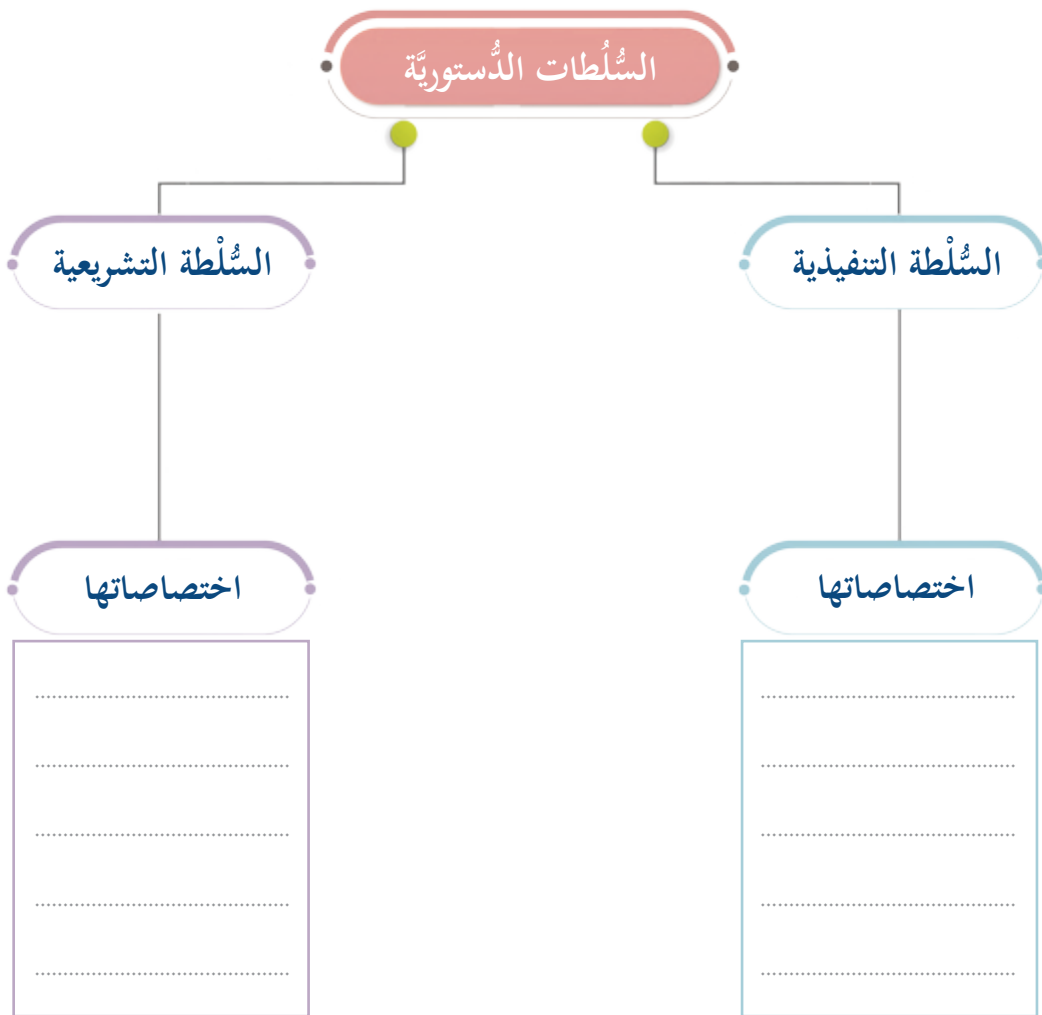 السُّلُطات الدُّستوريَّة
السُّلْطة التنفيذية
السُّلْطة التشريعية
اختصاصاتها
اختصاصاتها